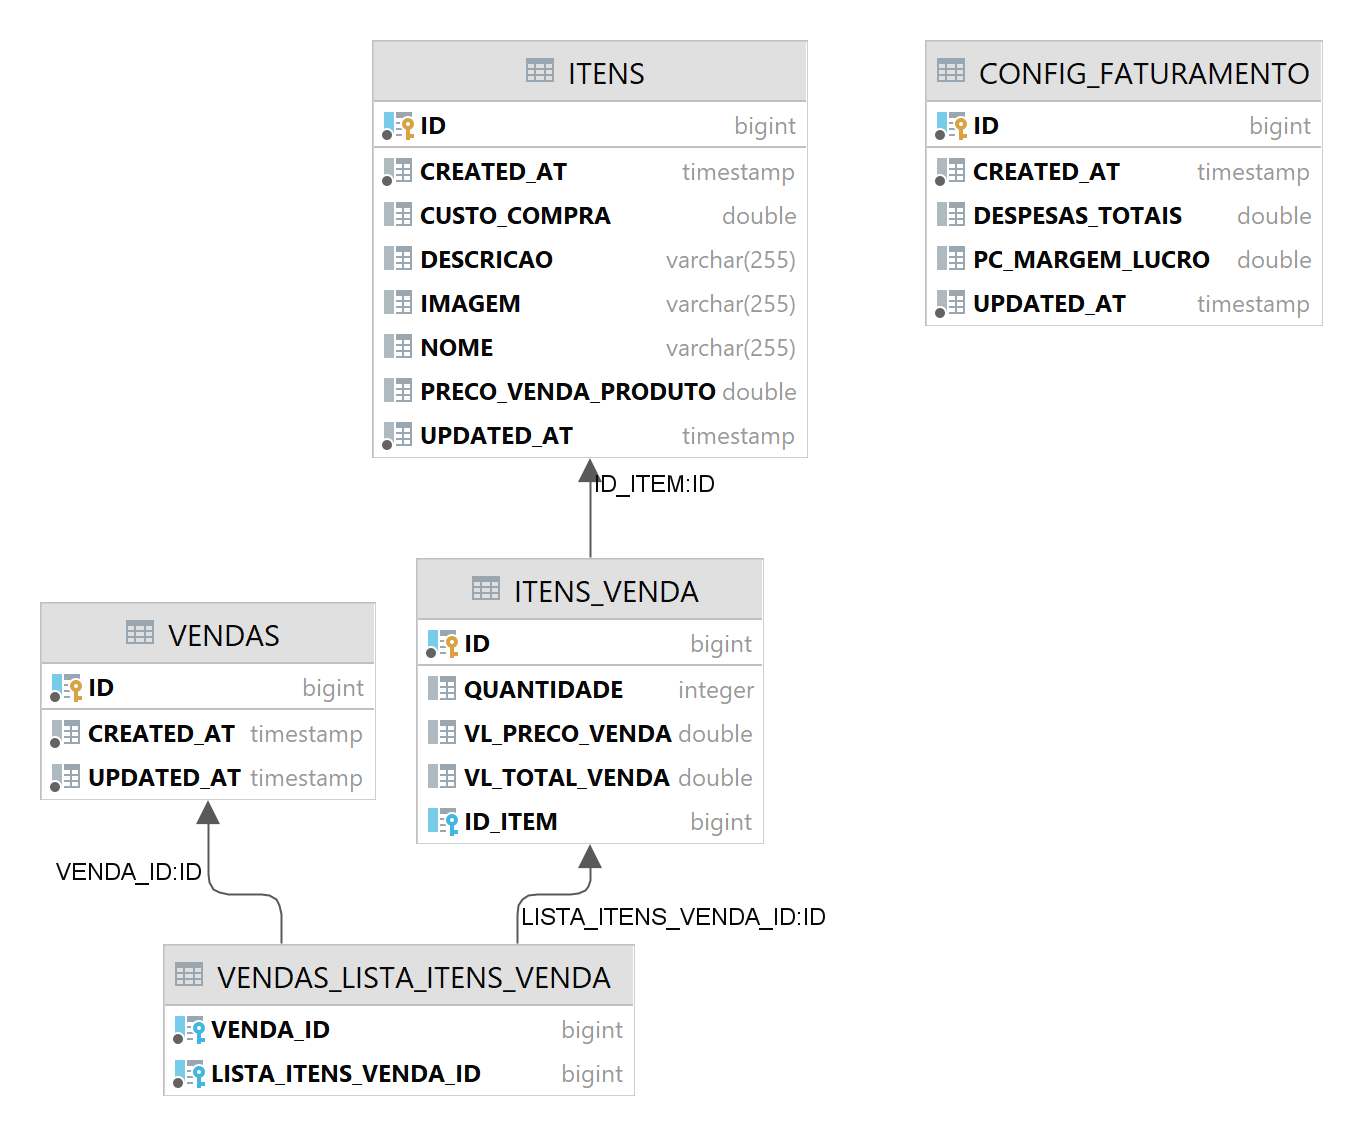 ITENS
ID bigint
CREATED_AT timestamp
CUSTO_COMPRA double
DESCRICAO varchar(255)
IMAGEM varchar(255)
NOME varchar(255)
PRECO_VENDA_PRODUTO double
UPDATED_AT timestamp
CONFIG_FATURAMENTO
ID bigint
CREATED_AT timestamp
DESPESAS_TOTAIS double
PC_MARGEM_LUCRO double
UPDATED_AT timestamp
ID_ITEM:ID
VENDAS
ID bigint
CREATED_AT timestamp
UPDATED_AT timestamp
ITENS_VENDA
ID bigint
QUANTIDADE integer
VL_PRECO_VENDA double
VL_TOTAL_VENDA double
ID_ITEM bigint
VENDA_ID:ID
LISTA_ITENS_VENDA_ID:ID
VENDAS_LISTA_ITENS_VENDA
VENDA_ID bigint
LISTA_ITENS_VENDA_ID bigint